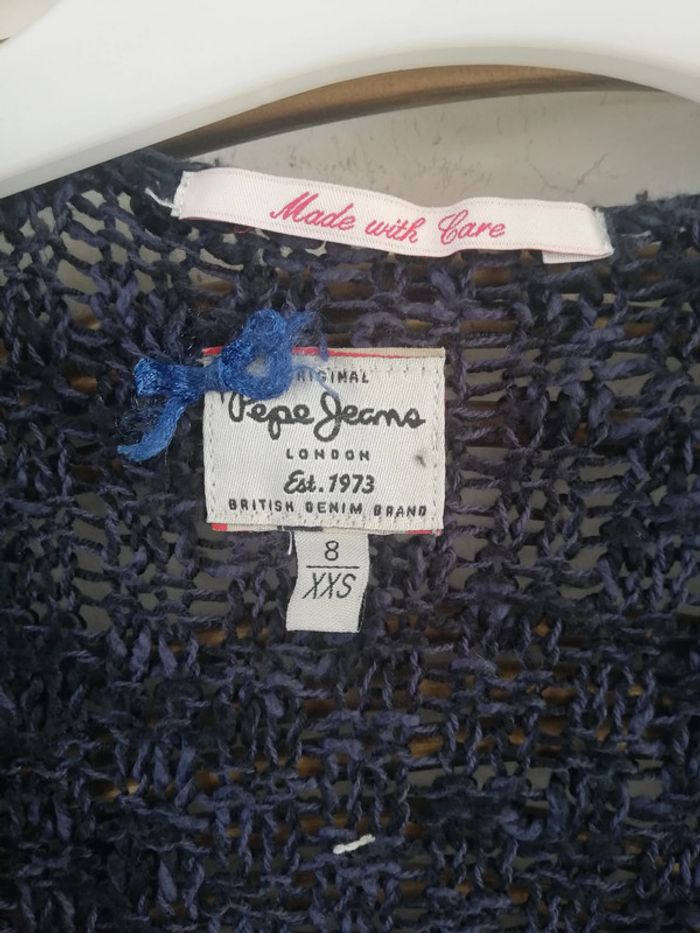 Made with Care
ORIGINAL
Pepe Jeans
LONDON
Est. 1973
BRITISH DENIM BRAND
8
XXS